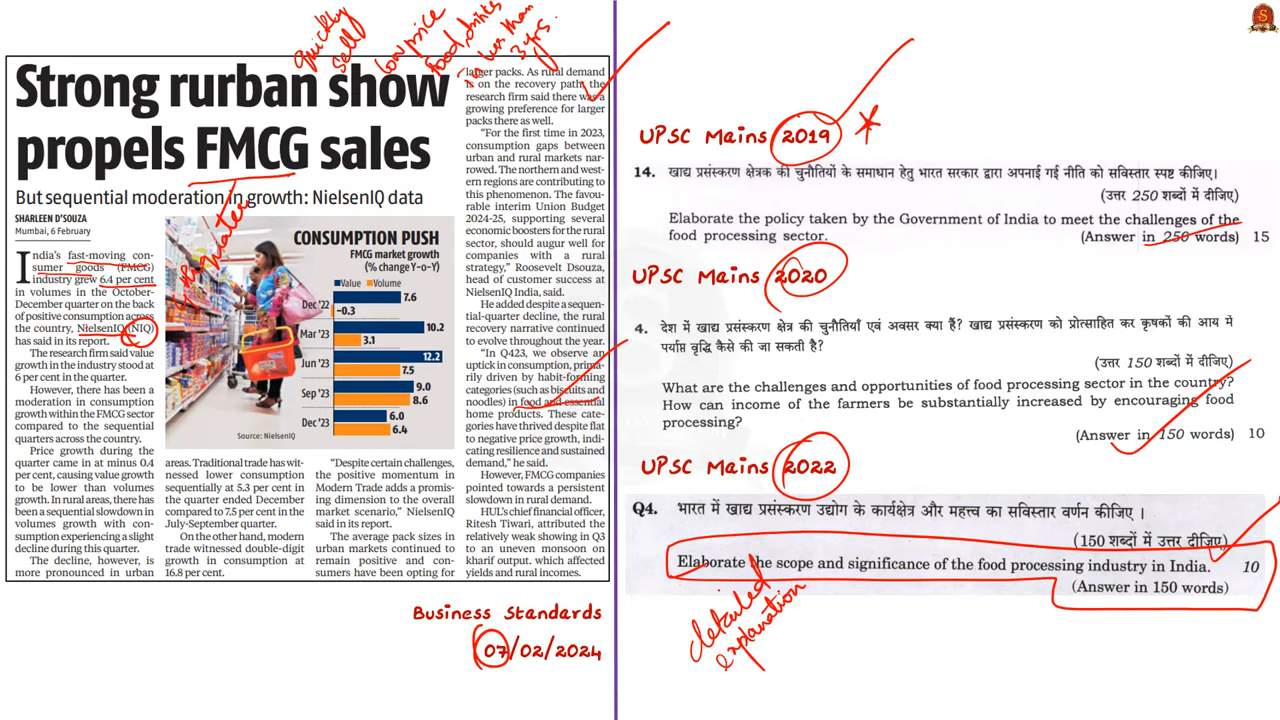 quickly
sell
low price
food, drinks
in less than
3 yrs.
Strong rurban show
propels FMCG sales
But sequential moderation in growth: NielsenIQ data
SHARLEEN D'SOUZA
Mumbai, 6 February
India's fast-moving con-
sumer goods (FMCG)
industry grew 6.4 per cent
in volumes in the October-
December quarter on the back
of positive consumption across
the country, NielsenIQ (NIQ)
has said in its report.
The research firm said value
growth in the industry stood at
6 per cent in the quarter.
However, there has been a
moderation in consumption
growth within the FMCG sector
compared to the sequential
quarters across the country.
Price growth during the
quarter came in at minus 0.4
per cent, causing value growth
to be lower than volumes
growth. In rural areas, there has
been a sequential slowdown in
volumes growth with con-
sumption experiencing a slight
decline during this quarter.
The decline, however, is
more pronounced in urban
CONSUMPTION PUSH
FMCG market growth
(% change Y-o-Y)
Value Volume
Dec '22 7.6
–0.3
Mar '23 10.2
3.1
Jun '23 12.2
7.5
Sep '23 9.0
8.6
Dec '23 6.0
6.4
Source: NielsenIQ
areas. Traditional trade has wit-
nessed lower consumption
sequentially at 5.3 per cent in
the quarter ended December
compared to 7.5 per cent in the
July-September quarter.
On the other hand, modern
trade witnessed double-digit
growth in consumption at
16.8 per cent.
"Despite certain challenges,
the positive momentum in
Modern Trade adds a promis-
ing dimension to the overall
market scenario," NielsenIQ
said in its report.
The average pack sizes in
urban markets continued to
remain positive and con-
sumers have been opting for
larger packs. As rural demand
is on the recovery path, the
research firm said there was a
growing preference for larger
packs there as well.
"For the first time in 2023,
consumption gaps between
urban and rural markets nar-
rowed. The northern and west-
ern regions are contributing to
this phenomenon. The favou-
rable interim Union Budget
2024-25, supporting several
economic boosters for the rural
sector, should augur well for
companies with a rural
strategy," Roosevelt Dsouza,
head of customer success at
NielsenIQ India, said.
He added despite a sequen-
tial-quarter decline, the rural
recovery narrative continued
to evolve throughout the year.
"In Q423, we observe an
uptick in consumption, primar-
ily driven by habit-forming
categories (such as biscuits and
noodles) in food and essential
home products. These cate-
gories have thrived despite flat
to negative price growth, indi-
cating resilience and sustained
demand," he said.
However, FMCG companies
pointed towards a persistent
slowdown in rural demand.
HUL's chief financial officer,
Ritesh Tiwari, attributed the
relatively weak showing in Q3
to an uneven monsoon on
kharif output, which affected
yields and rural incomes.
Business Standards
07/02/2024
S
UPSC Mains 2019
14. खाद्य प्रसंस्करण क्षेत्रक की चुनौतियों के समाधान हेतु भारत सरकार द्वारा अपनाई गई नीति को सविस्तार स्पष्ट कीजिए।
(उत्तर 250 शब्दों में दीजिए)
Elaborate the policy taken by the Government of India to meet the challenges of the
food processing sector. (Answer in 250 words) 15
UPSC Mains 2020
4. देश में खाद्य प्रसंस्करण क्षेत्र की चुनौतियाँ एवं अवसर क्या हैं? खाद्य प्रसंस्करण को प्रोत्साहित कर कृषकों की आय में
पर्याप्त वृद्धि कैसे की जा सकती है?
(उत्तर 150 शब्दों में दीजिए)
What are the challenges and opportunities of food processing sector in the country?
How can income of the farmers be substantially increased by encouraging food
processing?
(Answer in 150 words) 10
UPSC Mains 2022
Q4. भारत में खाद्य प्रसंस्करण उद्योग के कार्यक्षेत्र और महत्त्व का सविस्तार वर्णन कीजिए ।
(150 शब्दों में उत्तर दीजिए)
Elaborate the scope and significance of the food processing industry in India. 10
(Answer in 150 words)
detailed
explanation